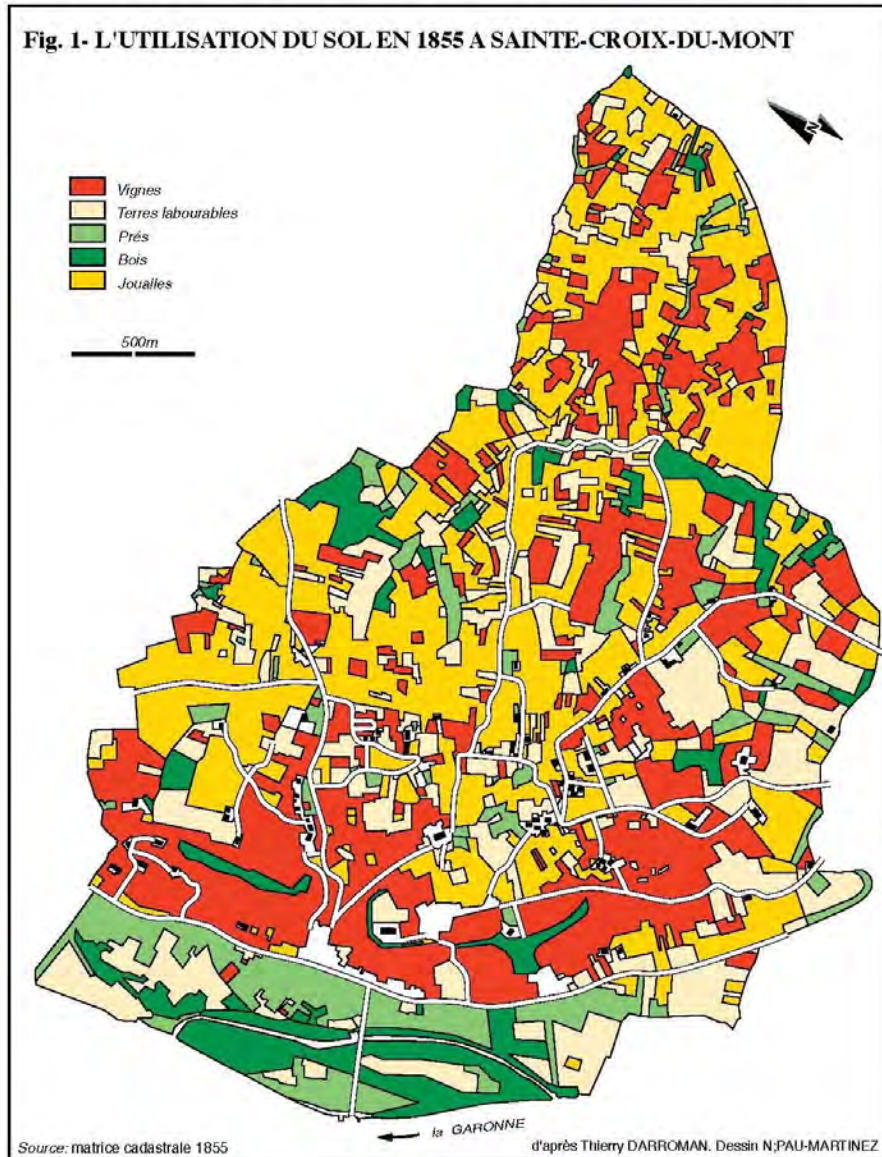 Fig. 1- L'UTILISATION DU SOL EN 1855 A SAINTE-CROIX-DU-MONT
N
Vignes
Terres labourables
Prés
Bois
Joualles
500m
la GARONNE
Source: matrice cadastrale 1855
d'après Thierry DARROMAN. Dessin N;PAU-MARTINEZ